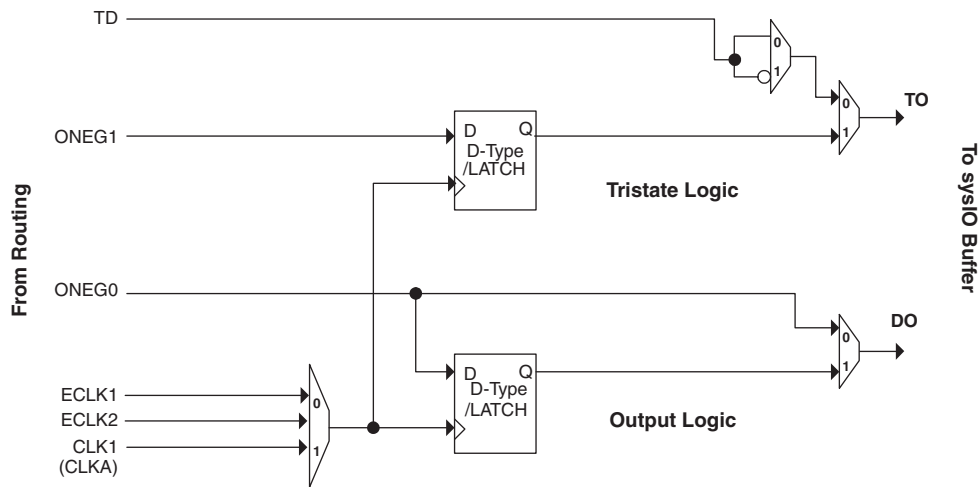 TD
0
1
0
1
TO
ONEG1
D Q
D-Type
/LATCH
Tristate Logic
To sysIO Buffer
From Routing
ONEG0
DO
0
1
D Q
D-Type
/LATCH
ECLK1
ECLK2
CLK1
(CLKA)
0
1
Output Logic